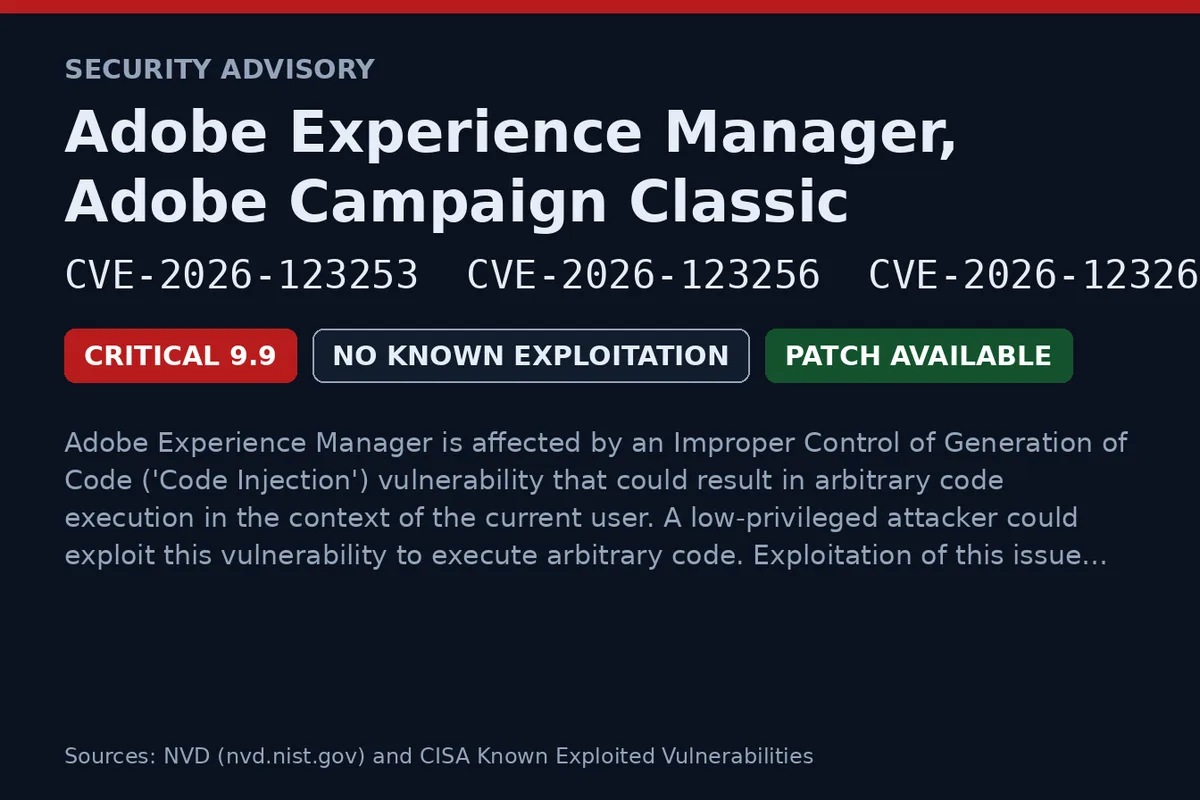 SECURITY ADVISORY
Adobe Experience Manager,
Adobe Campaign Classic
CVE-2026-123253 CVE-2026-123256 CVE-2026-12326
CRITICAL 9.9 NO KNOWN EXPLOITATION PATCH AVAILABLE
Adobe Experience Manager is affected by an Improper Control of Generation of
Code ('Code Injection') vulnerability that could result in arbitrary code
execution in the context of the current user. A low-privileged attacker could
exploit this vulnerability to execute arbitrary code. Exploitation of this issue...
Sources: NVD (nvd.nist.gov) and CISA Known Exploited Vulnerabilities